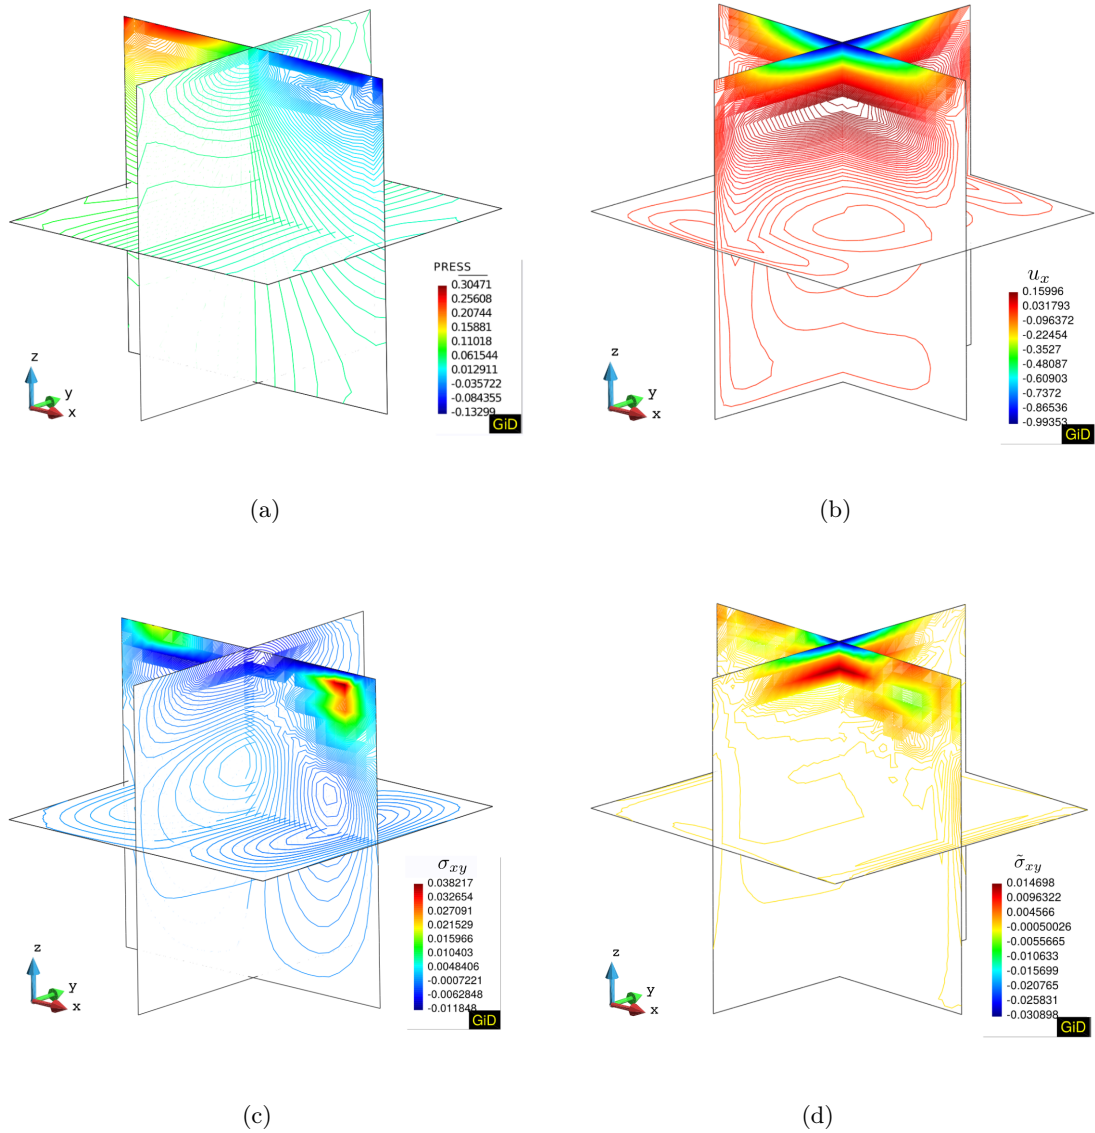 PRESS
0.30471
0.25608
0.20744
0.15881
0.11018
0.061544
0.012911
-0.035722
-0.084355
-0.13299
GiD
z
y
x
(a)
u_x
0.15996
0.031793
-0.096372
-0.22454
-0.3527
-0.48087
-0.60903
-0.7372
-0.86536
-0.99353
GiD
z
y
x
(b)
σ_xy
0.038217
0.032654
0.027091
0.021529
0.015966
0.010403
0.0048406
-0.0007221
-0.0062848
-0.011848
GiD
z
y
x
(c)
σ̃_xy
0.014698
0.0096322
0.004566
-0.00050026
-0.0055665
-0.010633
-0.015699
-0.020765
-0.025831
-0.030898
GiD
z
y
x
(d)